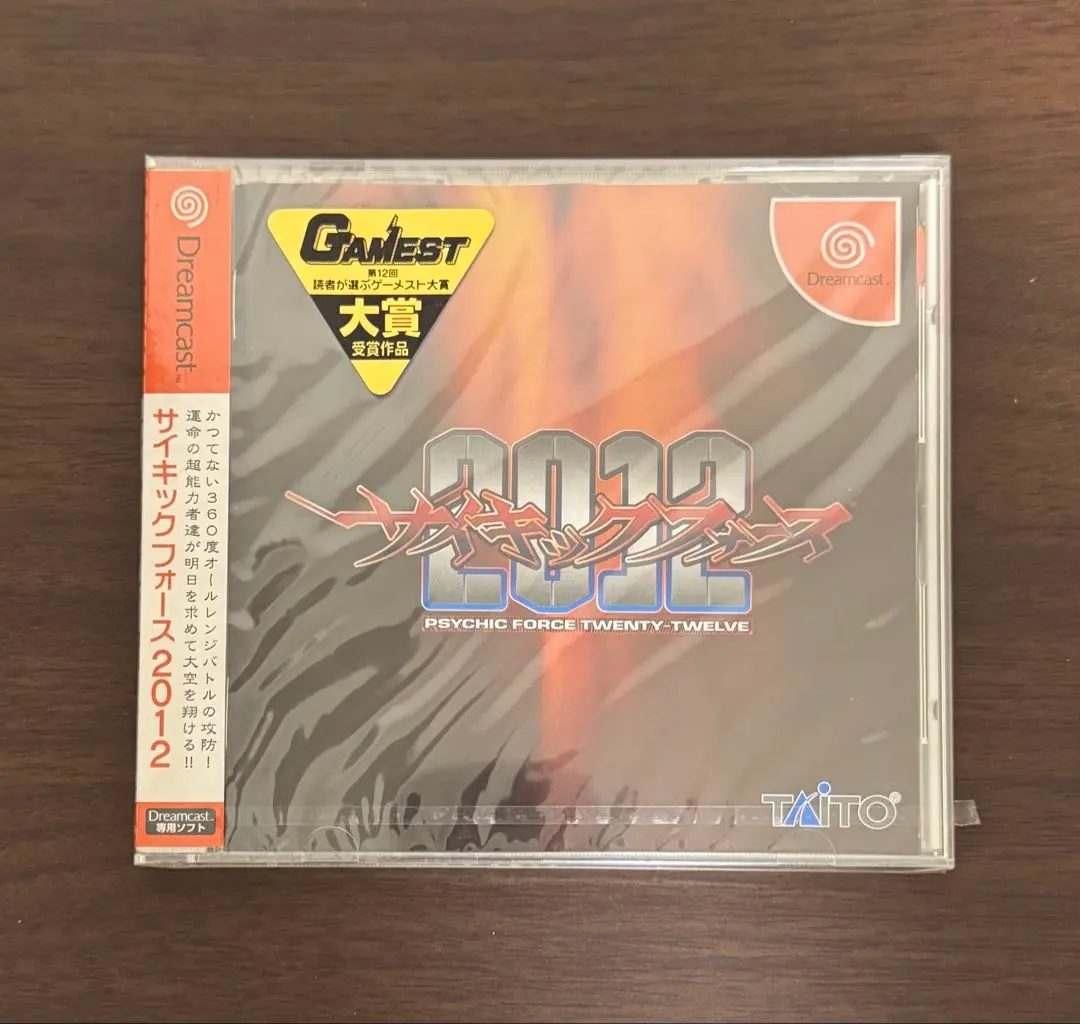 Dreamcast™
かつてない360度オールレンジバトルの攻防!
運命の超能力者達が明日を求めて大空を翔ける!!
サイキックフォース2012
Dreamcast™
専用ソフト
GAMEST
第12回
読者が選ぶゲーメスト大賞
大賞
受賞作品
Dreamcast™
2012
サイキックフォース
PSYCHIC FORCE TWENTY-TWELVE
TAITO®